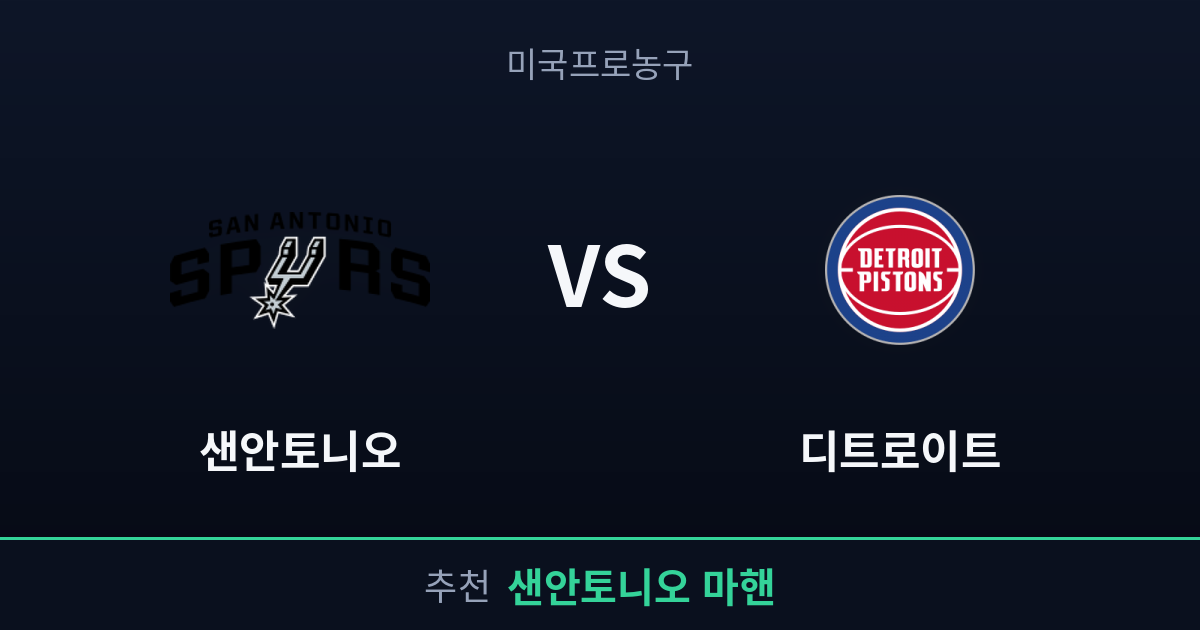 미국프로농구
SAN ANTONIO
SPURS
VS
DETROIT
PISTONS
샌안토니오
디트로이트
추천 샌안토니오 마핸